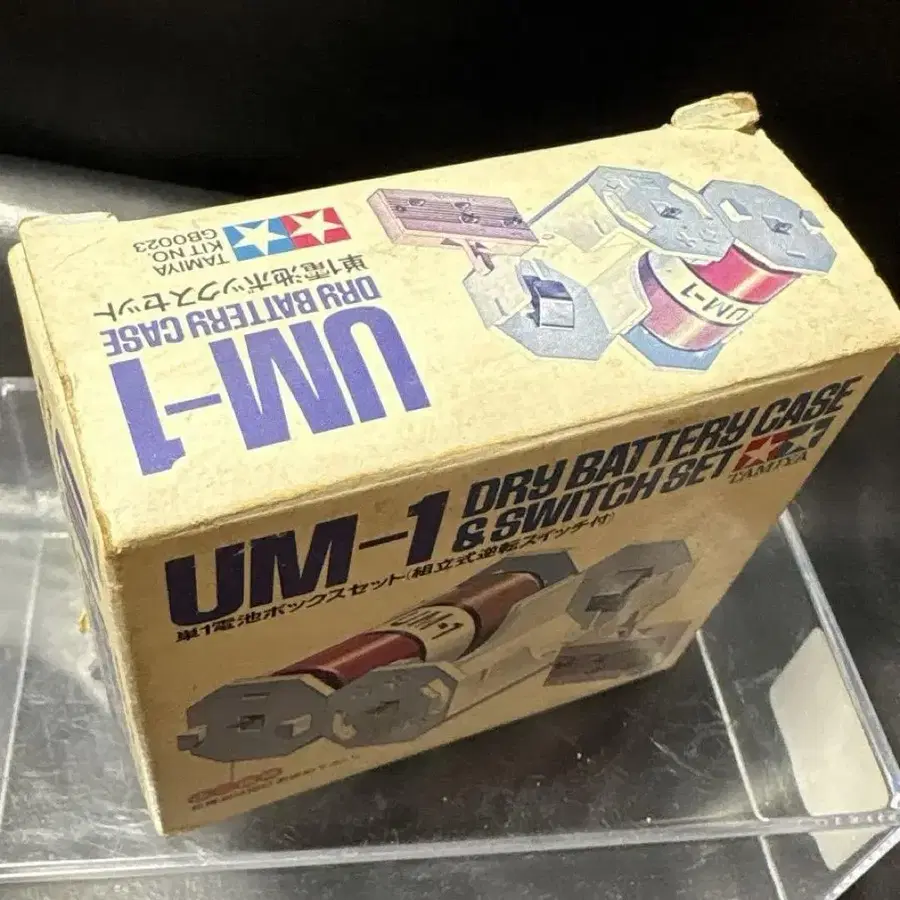 TAMIYA
KIT NO.
GB0023
単1電池ボックスセット
UM-1
DRY BATTERY CASE
UM-1
UM-1
DRY BATTERY CASE
& SWITCH SET
TAMIYA
単1電池ボックスセット(組立式逆転スイッチ付)
UM-1